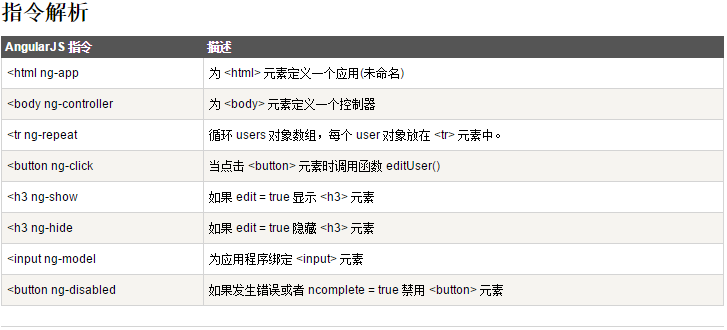 指令解析
AngularJS 指令 描述
<html ng-app 为 <html> 元素定义一个应用(未命名)
<body ng-controller 为 <body> 元素定义一个控制器
<tr ng-repeat 循环 users 对象数组，每个 user 对象放在 <tr> 元素中。
<button ng-click 当点击 <button> 元素时调用函数 editUser()
<h3 ng-show 如果 edit = true 显示 <h3> 元素
<h3 ng-hide 如果 edit = true 隐藏 <h3> 元素
<input ng-model 为应用程序绑定 <input> 元素
<button ng-disabled 如果发生错误或者 ncomplete = true 禁用 <button> 元素